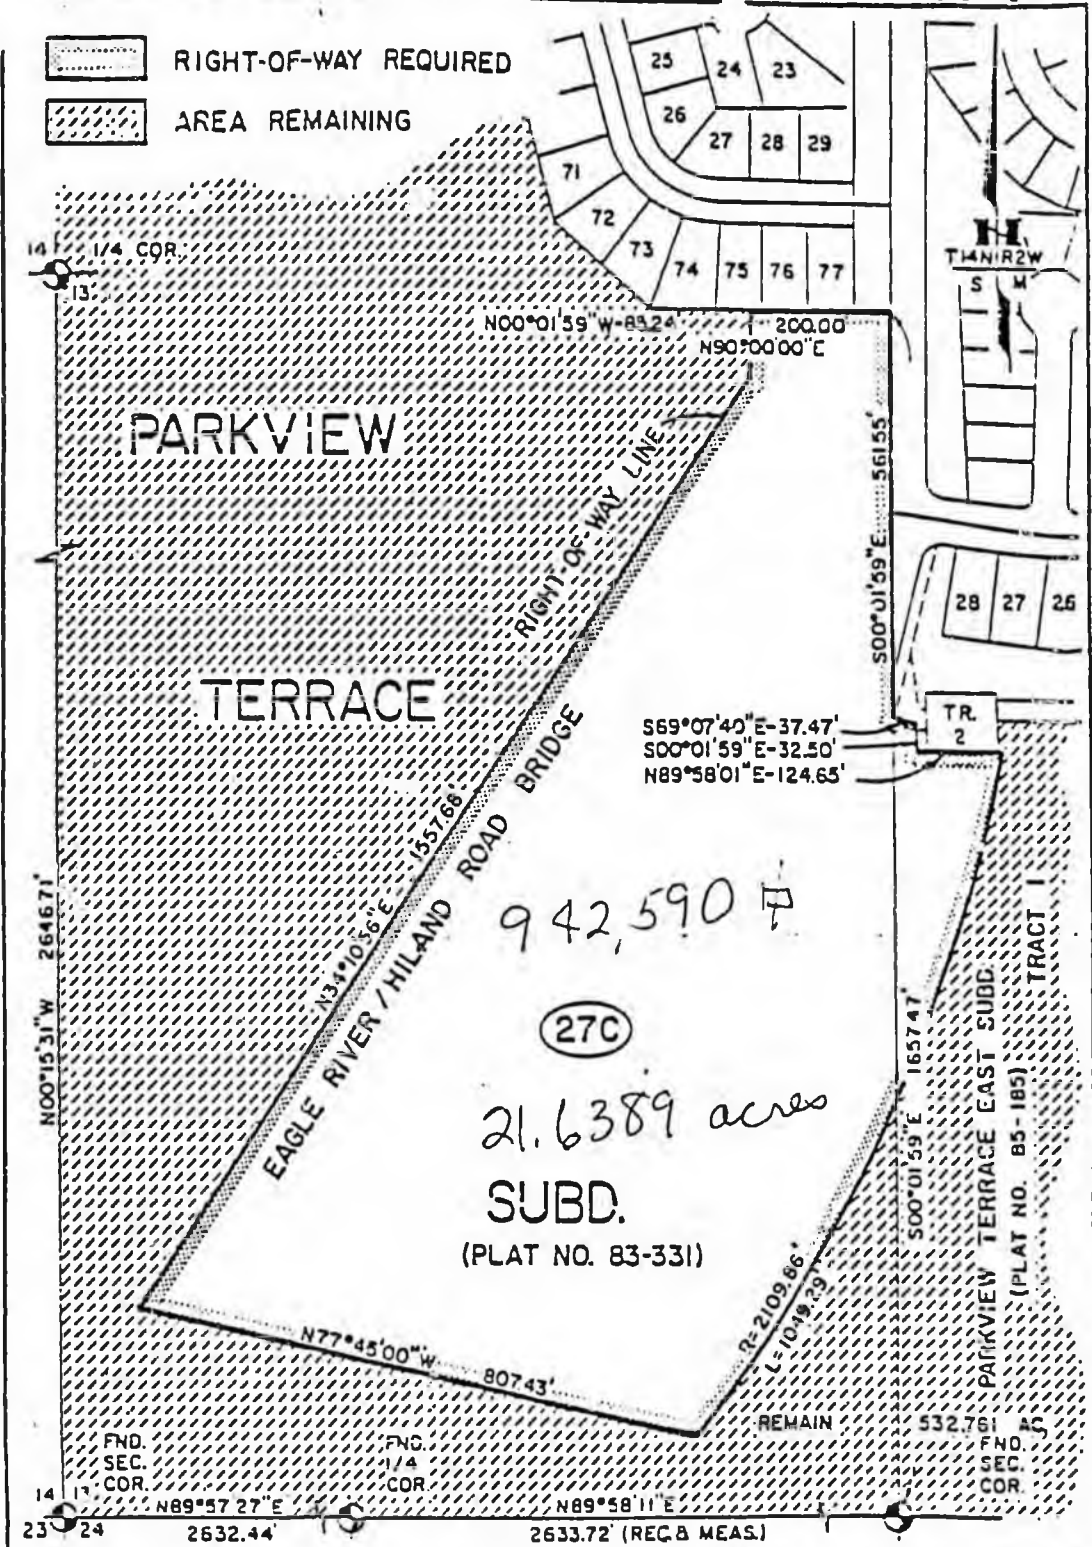 RIGHT-OF-WAY REQUIRED
AREA REMAINING
25
24
23
26
27
28
29
71
72
73
74
75
76
77
14
1/4 COR.
13
T14N R2W
S M
N00°01'59"W-83.24
200.00
N90°00'00"E
PARKVIEW
RIGHT-OF-WAY LINE
S00°01'59"E 561.55'
28
27
26
TERRACE
TR.
2
S69°07'40"E-37.47'
S00°01'59"E-32.50'
N89°58'01"E-124.65'
N34°10'56"E 1557.66'
EAGLE RIVER / HILAND ROAD BRIDGE
942,590
N00°15'31"W 2646.71'
27C
21.6389 acres
S00°01'59"E 1657.47'
PARKVIEW TERRACE EAST SUBD.
(PLAT NO. 85-185)
TRACT 1
SUBD.
(PLAT NO. 83-331)
R=2109.86'
L=1049.29'
N77°45'00"W
807.43'
REMAIN
532.761 AC
FND.
SEC.
COR.
FND.
1/4
COR.
FND.
SEC.
COR.
14 13
23 24
N89°57'27"E
2632.44'
N89°58'11"E
2633.72' (REC. & MEAS.)